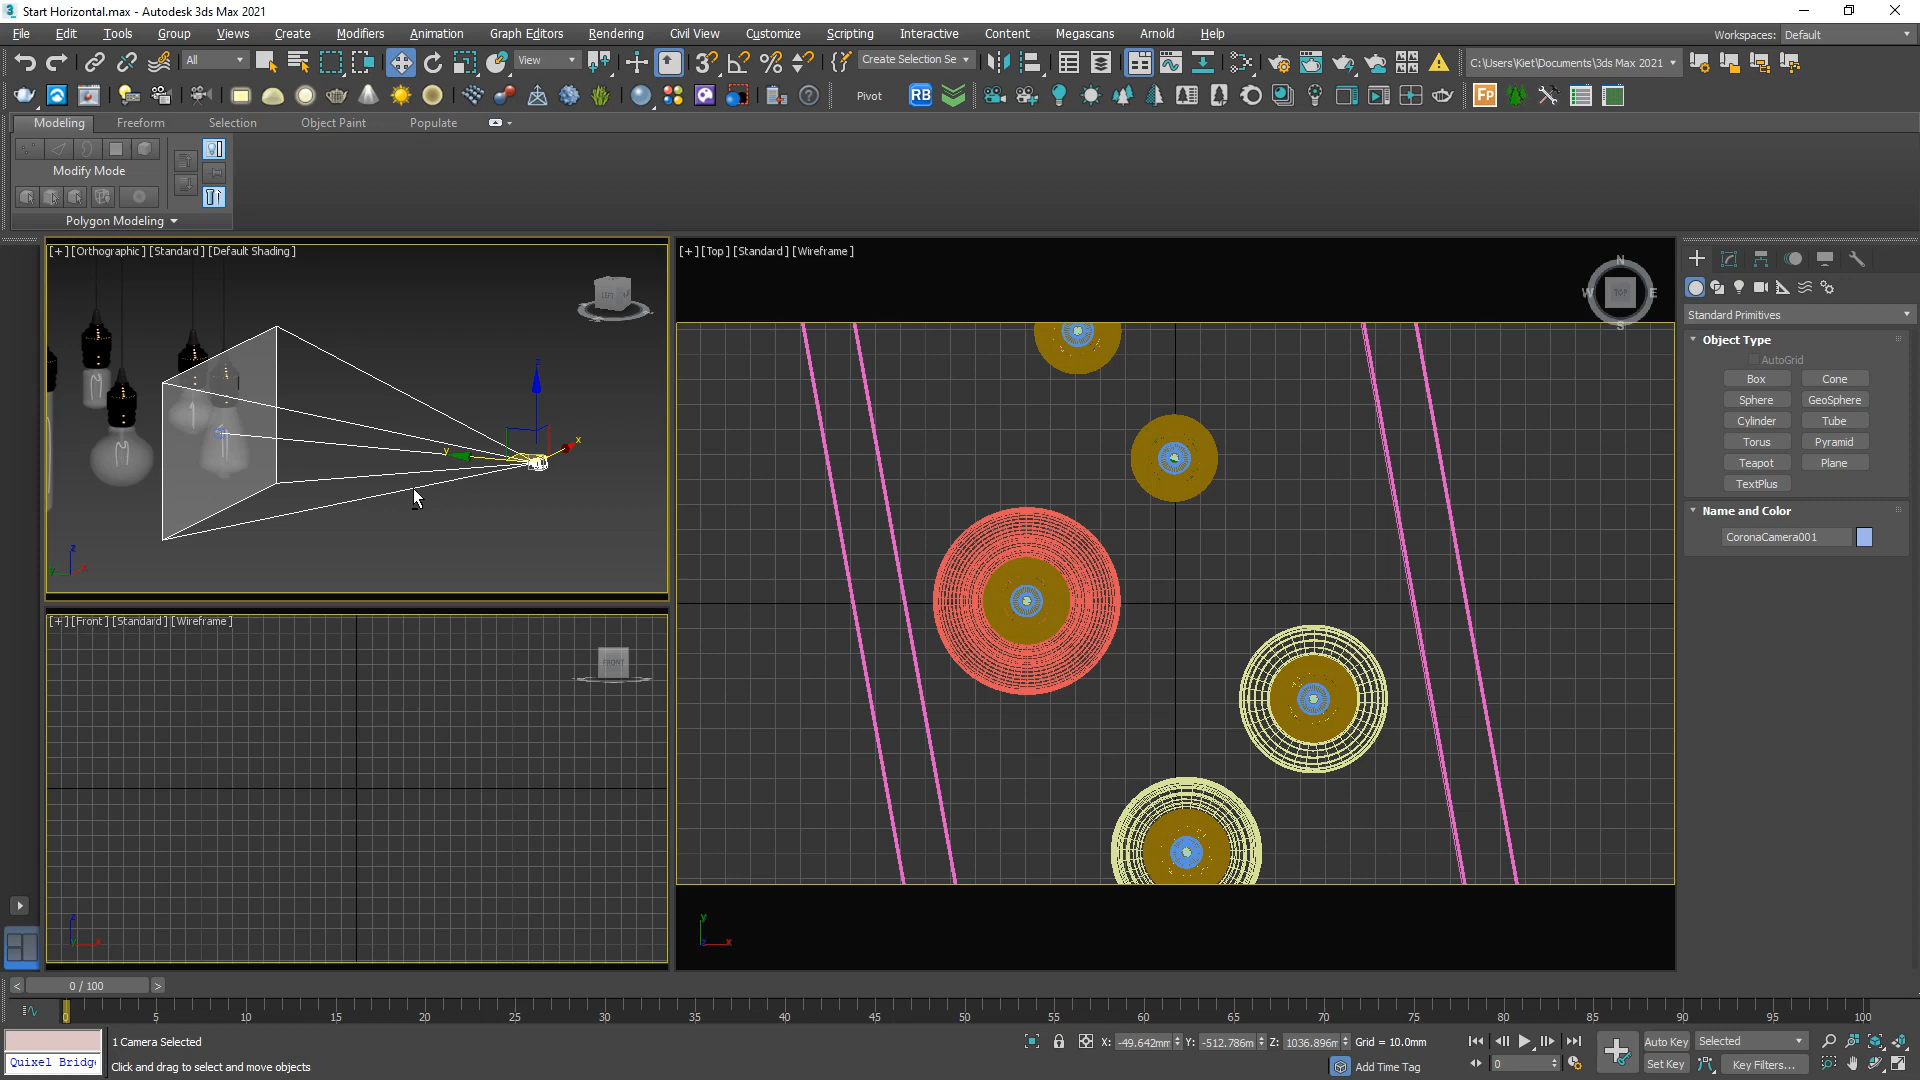 Start Horizontal.max - Autodesk 3ds Max 2021
File Edit Tools Group Views Create Modifiers Animation Graph Editors Rendering Civil View Customize Scripting Interactive Content Megascans Arnold Help Workspaces: Default
All View Create Selection Se C:\Users\Kiet\Documents\3ds Max 2021
Pivot RB Fp
Modeling Freeform Selection Object Paint Populate
Modify Mode
Polygon Modeling
[+] [Orthographic] [Standard] [Default Shading]
[+] [Top] [Standard] [Wireframe]
LEFT
N
W TOP E
S
Standard Primitives
Object Type
AutoGrid
Box Cone
Sphere GeoSphere
Cylinder Tube
Torus Pyramid
Teapot Plane
TextPlus
Name and Color
CoronaCamera001
z
y x
z
y x
[+] [Front] [Standard] [Wireframe]
FRONT
z
y x
y
z x
< 0 / 100 >
0 5 10 15 20 25 30 35 40 45 50 55 60 65 70 75 80 85 90 95 100
1 Camera Selected X: -49.642mm Y: -512.786m Z: 1036.896m Grid = 10.0mm Auto Key Selected
Quixel Bridg Click and drag to select and move objects Add Time Tag 0 Set Key Key Filters...